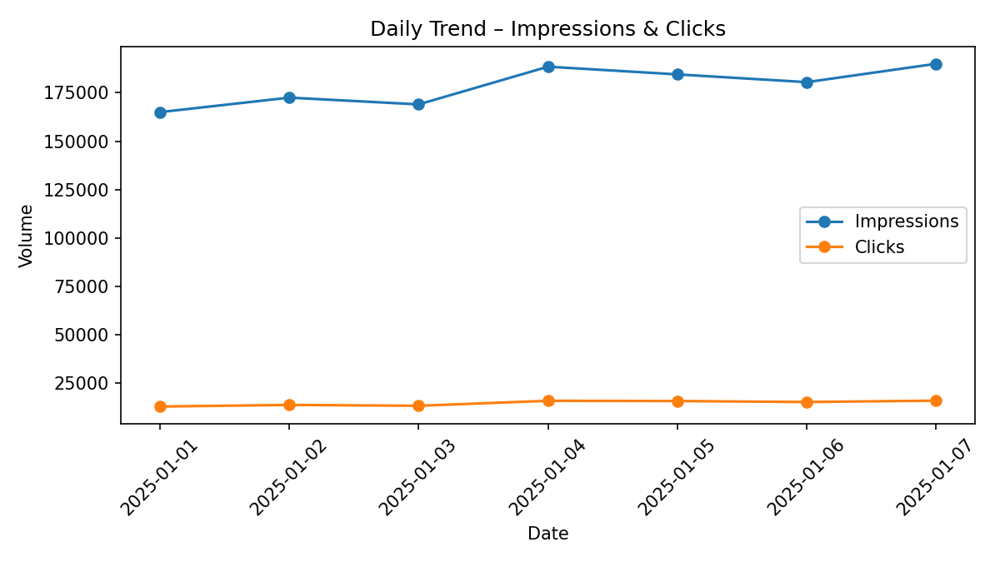 Daily Trend – Impressions & Clicks
175000
150000
125000
100000
75000
50000
25000
Volume
Impressions
Clicks
2025-01-01
2025-01-02
2025-01-03
2025-01-04
2025-01-05
2025-01-06
2025-01-07
Date